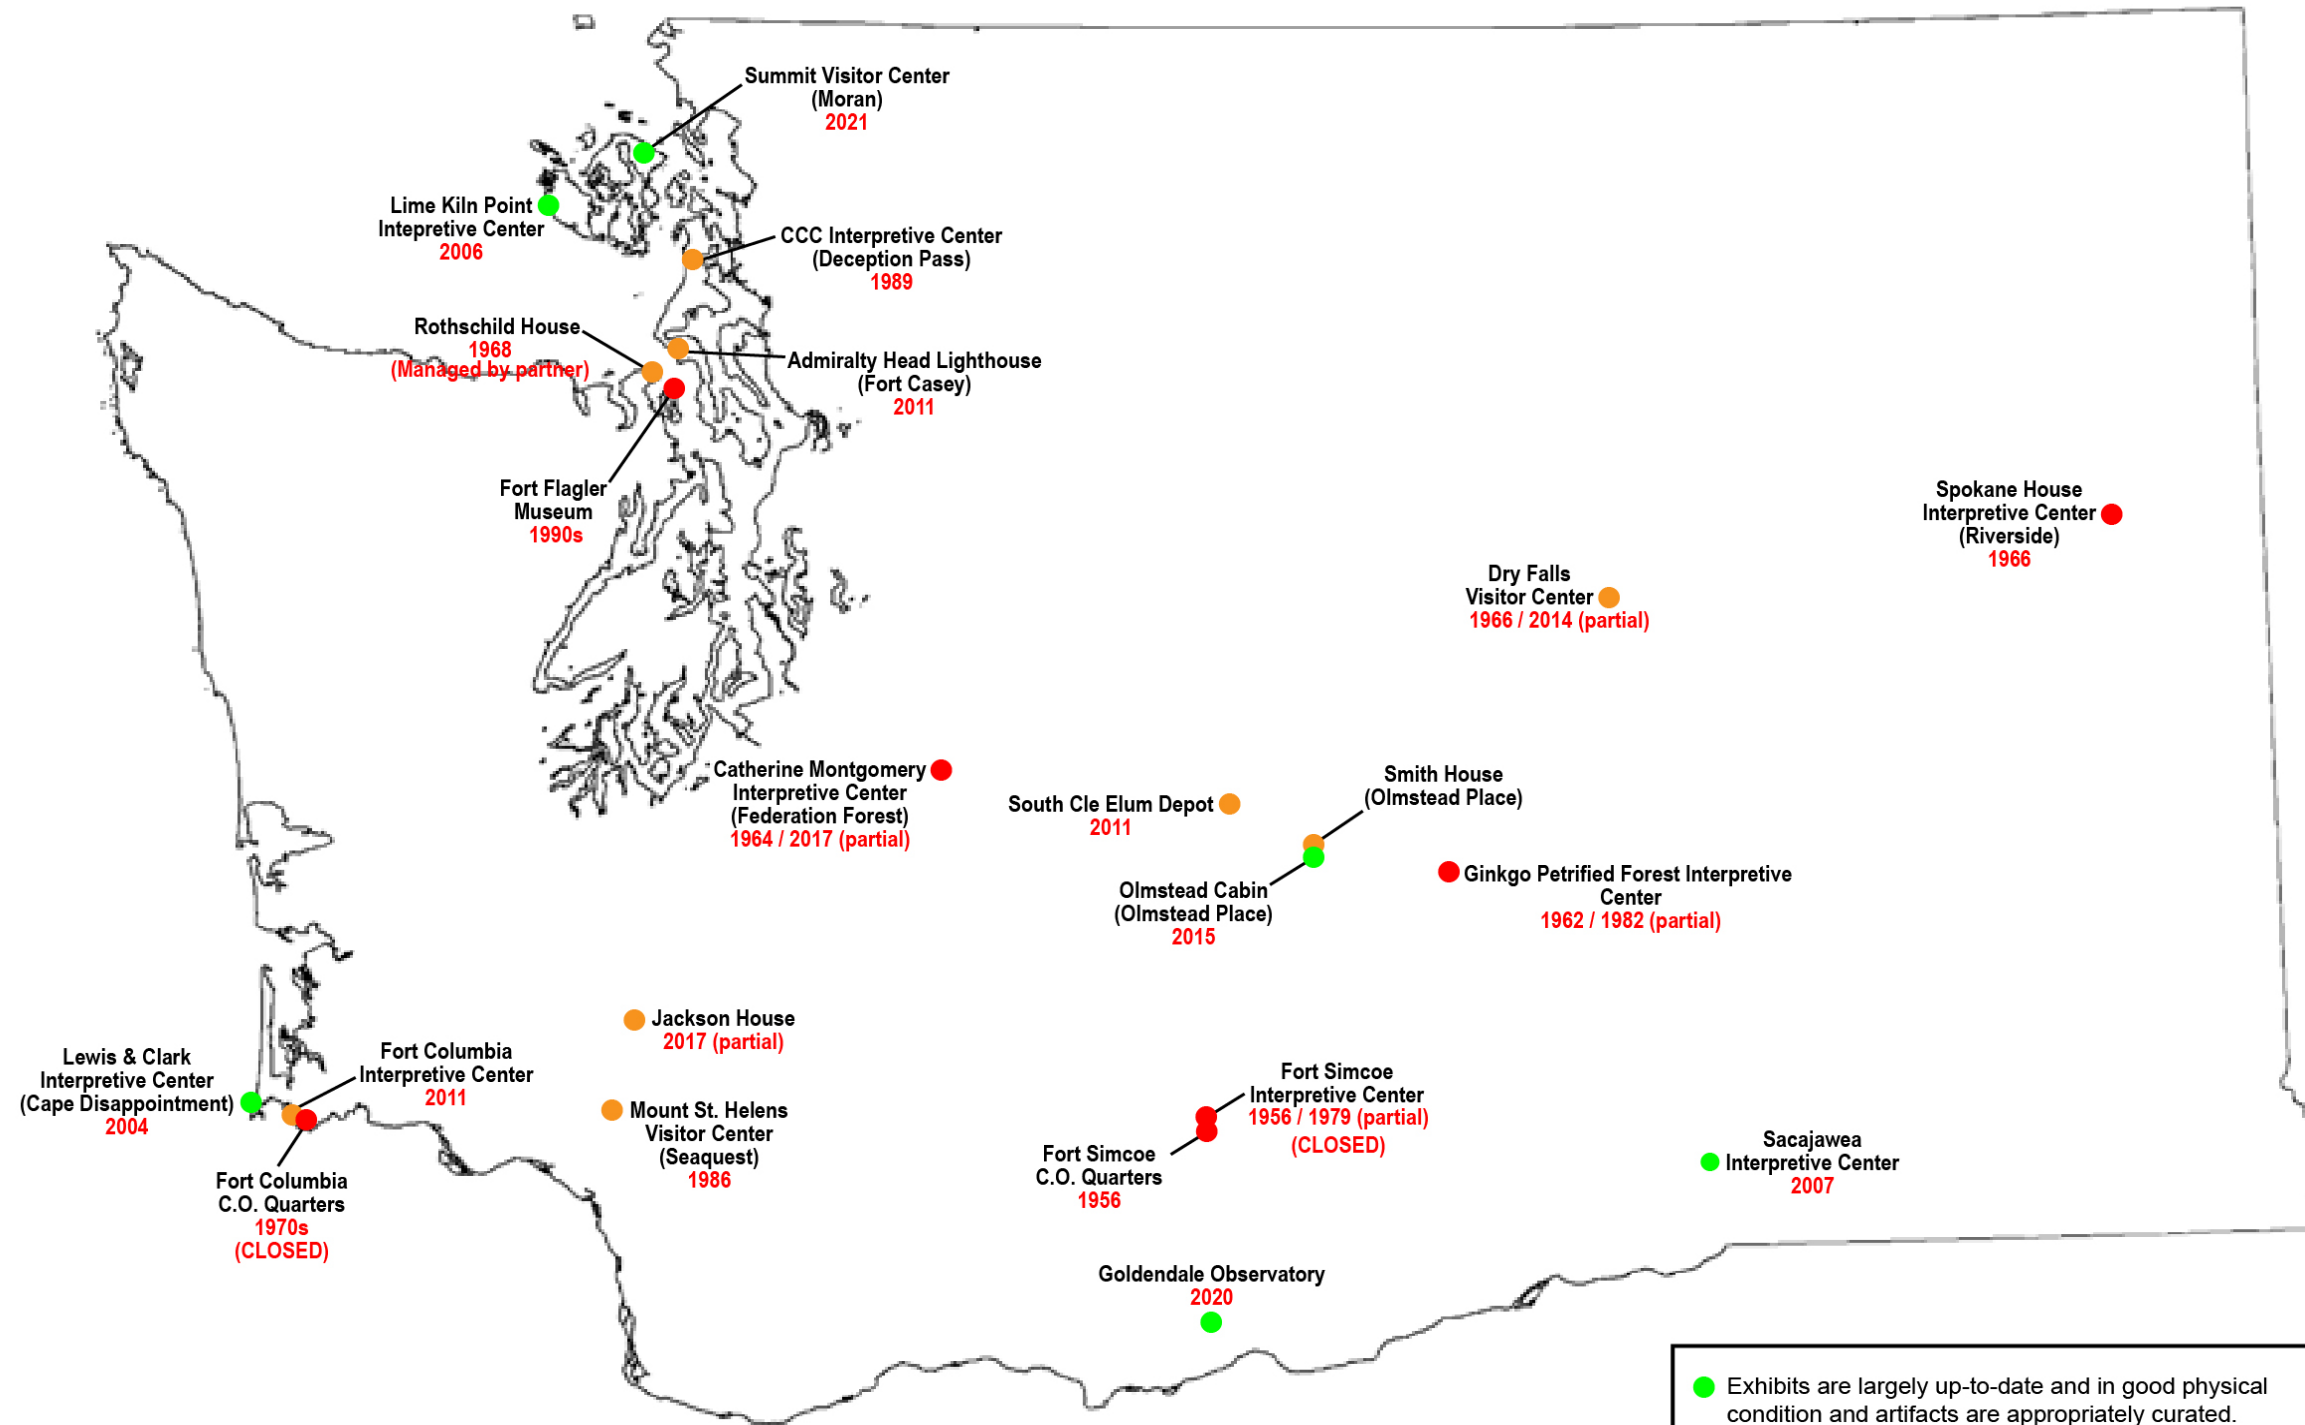 Summit Visitor Center
(Moran)
2021
Lime Kiln Point
Intepretive Center
2006
CCC Interpretive Center
(Deception Pass)
1989
Rothschild House
1968
(Managed by partner)
Admiralty Head Lighthouse
(Fort Casey)
2011
Fort Flagler
Museum
1990s
Spokane House
Interpretive Center
(Riverside)
1966
Dry Falls
Visitor Center
1966 / 2014 (partial)
Catherine Montgomery
Interpretive Center
(Federation Forest)
1964 / 2017 (partial)
South Cle Elum Depot
2011
Smith House
(Olmstead Place)
Olmstead Cabin
(Olmstead Place)
2015
Ginkgo Petrified Forest Interpretive
Center
1962 / 1982 (partial)
Jackson House
2017 (partial)
Lewis & Clark
Interpretive Center
(Cape Disappointment)
2004
Fort Columbia
Interpretive Center
2011
Mount St. Helens
Visitor Center
(Seaquest)
1986
Fort Columbia
C.O. Quarters
1970s
(CLOSED)
Fort Simcoe
Interpretive Center
1956 / 1979 (partial)
(CLOSED)
Fort Simcoe
C.O. Quarters
1956
Sacajawea
Interpretive Center
2007
Goldendale Observatory
2020
Exhibits are largely up-to-date and in good physical
condition and artifacts are appropriately curated.